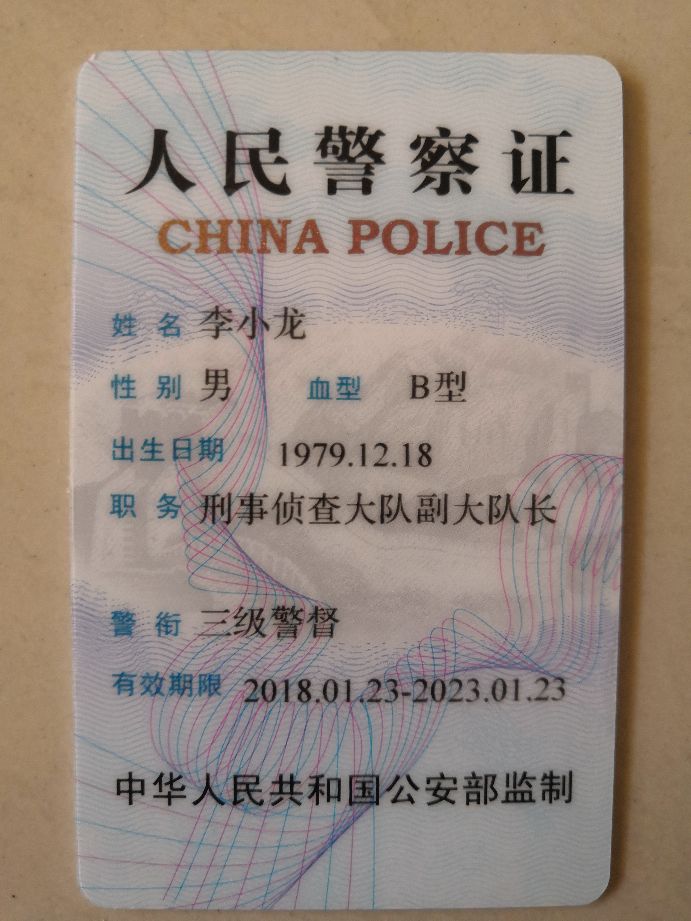 人民警察证
CHINA POLICE
姓名 李小龙
性别 男 血型 B型
出生日期 1979.12.18
职务 刑事侦查大队副大队长
警衔 三级警督
有效期限 2018.01.23-2023.01.23
中华人民共和国公安部监制